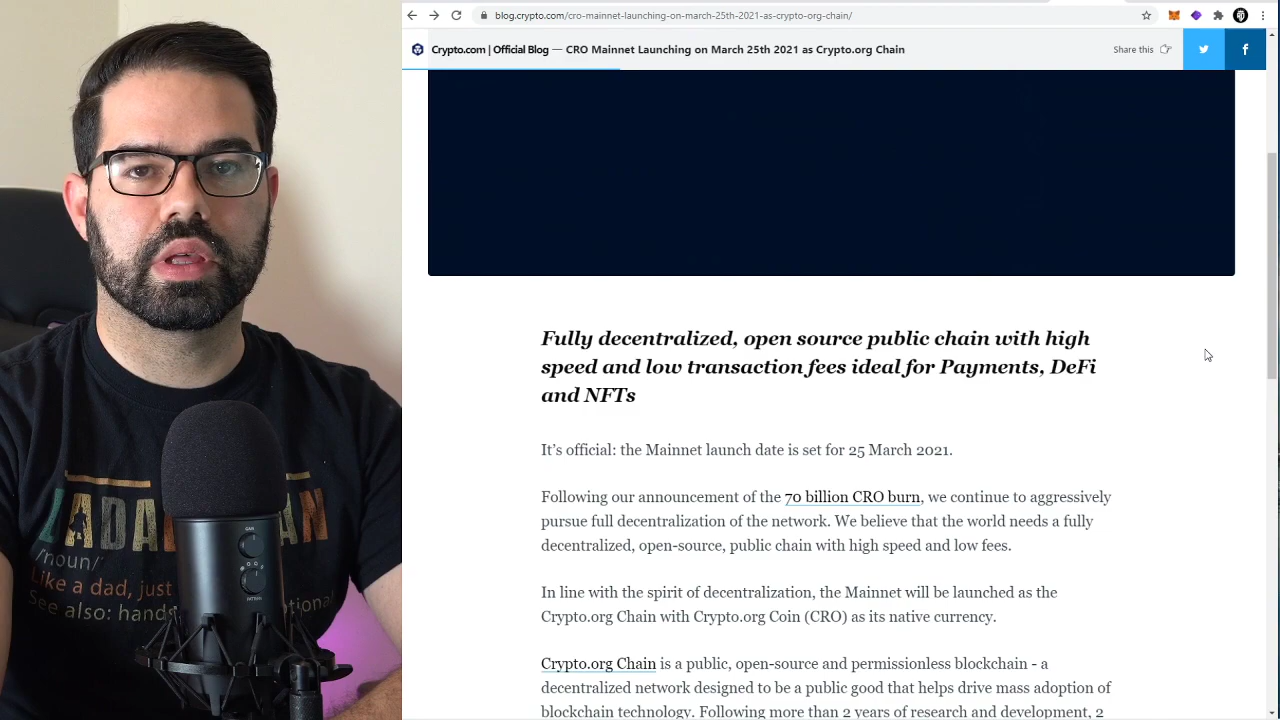 blog.crypto.com/cro-mainnet-launching-on-march-25th-2021-as-crypto-org-chain/
Crypto.com | Official Blog — CRO Mainnet Launching on March 25th 2021 as Crypto.org Chain
Share this
Fully decentralized, open source public chain with high
speed and low transaction fees ideal for Payments, DeFi
and NFTs
It’s official: the Mainnet launch date is set for 25 March 2021.
Following our announcement of the 70 billion CRO burn, we continue to aggressively
pursue full decentralization of the network. We believe that the world needs a fully
decentralized, open-source, public chain with high speed and low fees.
In line with the spirit of decentralization, the Mainnet will be launched as the
Crypto.org Chain with Crypto.org Coin (CRO) as its native currency.
Crypto.org Chain is a public, open-source and permissionless blockchain - a
decentralized network designed to be a public good that helps drive mass adoption of
blockchain technology. Following more than 2 years of research and development, 2
/noun/
Like a dad, just
See also:
GAIN
PATTERN